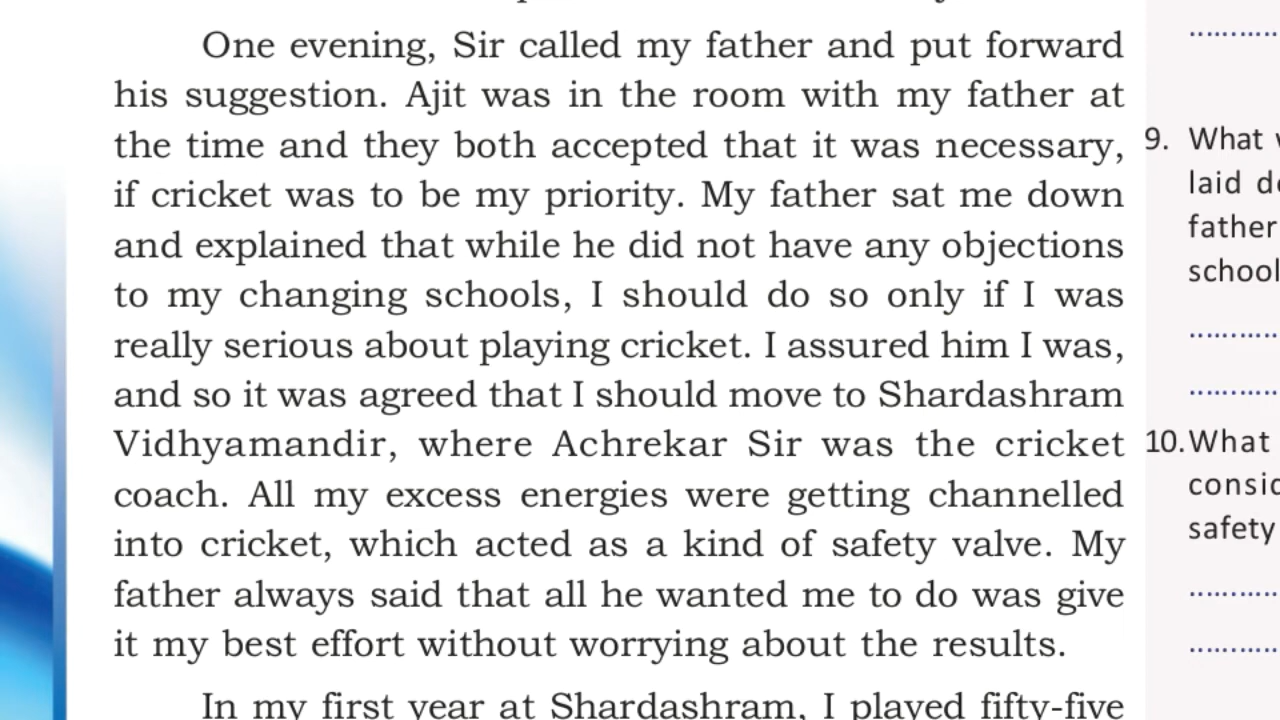 One evening, Sir called my father and put forward
his suggestion. Ajit was in the room with my father at
the time and they both accepted that it was necessary,
if cricket was to be my priority. My father sat me down
and explained that while he did not have any objections
to my changing schools, I should do so only if I was
really serious about playing cricket. I assured him I was,
and so it was agreed that I should move to Shardashram
Vidhyamandir, where Achrekar Sir was the cricket
coach. All my excess energies were getting channelled
into cricket, which acted as a kind of safety valve. My
father always said that all he wanted me to do was give
it my best effort without worrying about the results.
In my first year at Shardashram, I played fifty-five
9. What
laid
father
school
10. What
safety